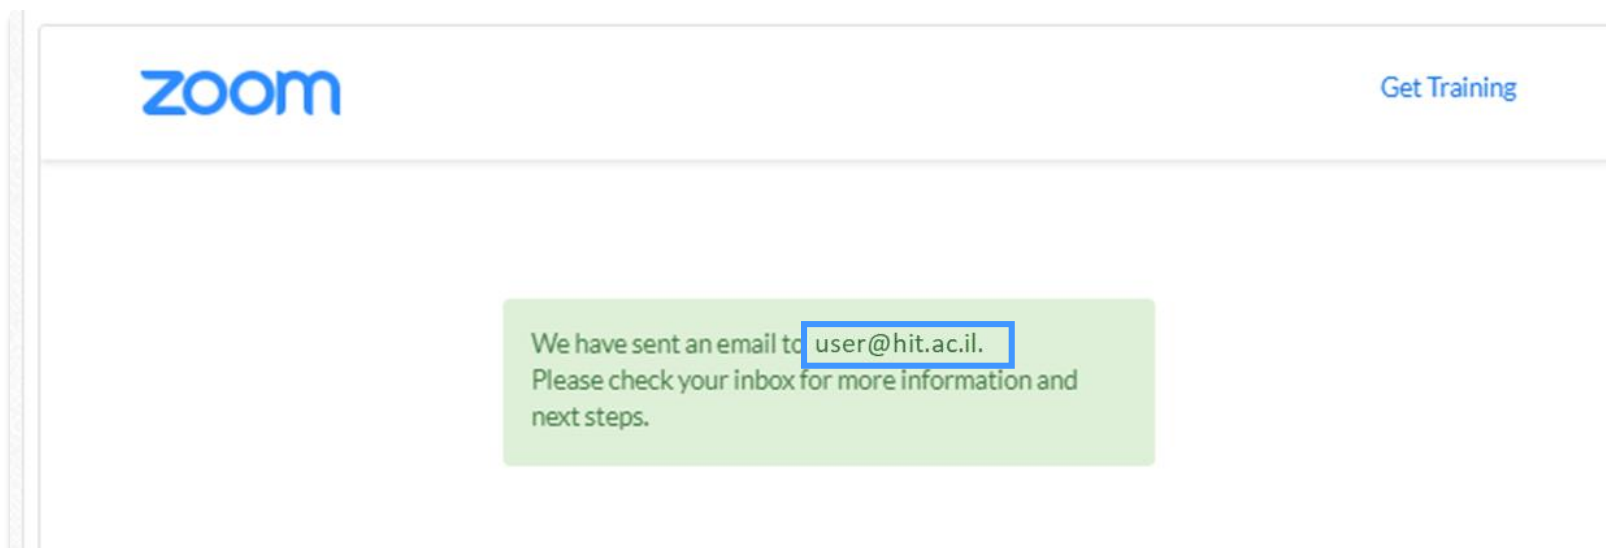 zoom
Get Training
We have sent an email to user@hit.ac.il.
Please check your inbox for more information and
next steps.